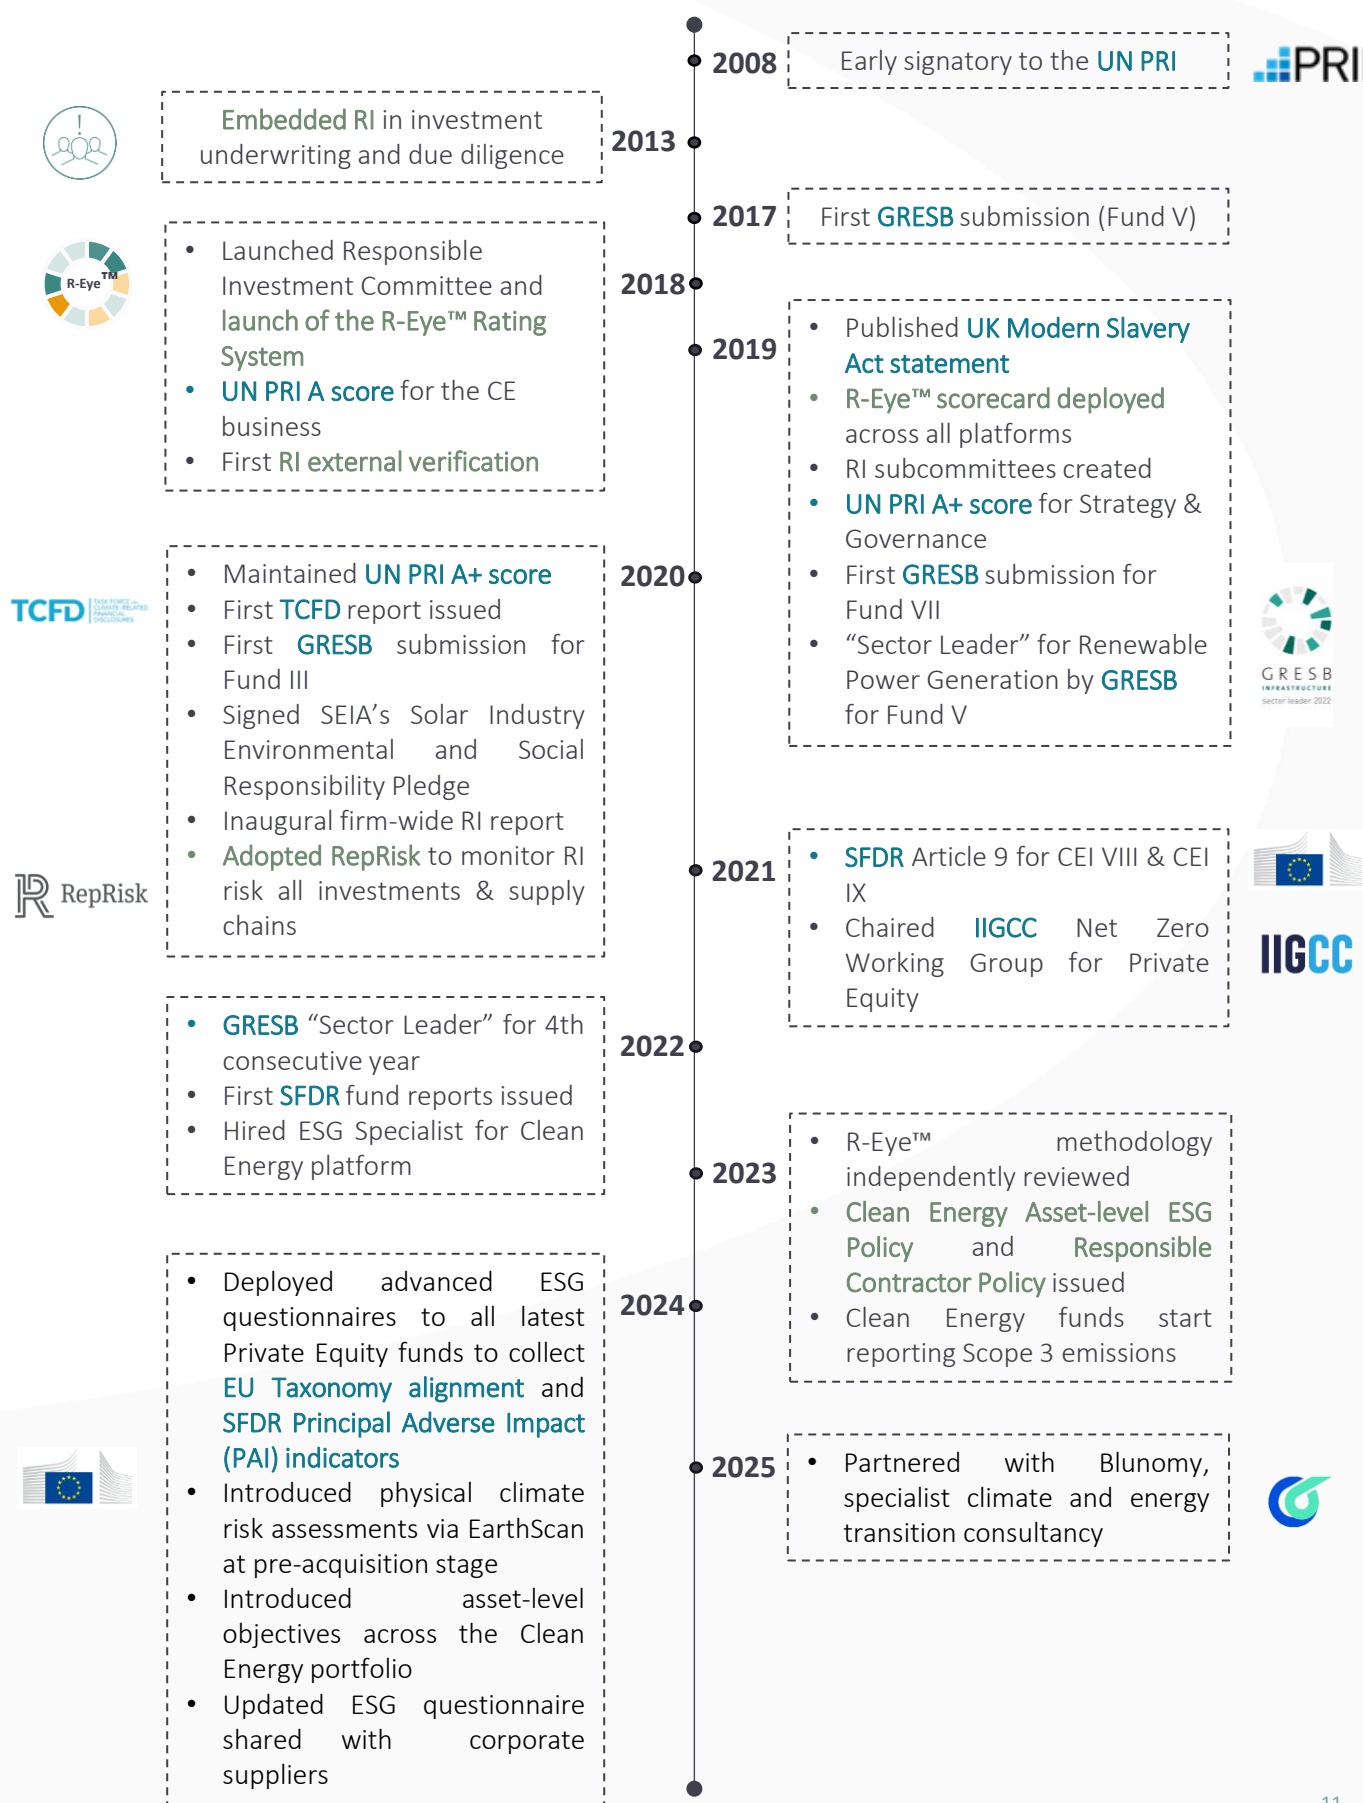 2008
Early signatory to the UN PRI
PRI
Embedded RI in investment
underwriting and due diligence
2013
2017
First GRESB submission (Fund V)
R-Eye™
• Launched Responsible
Investment Committee and
launch of the R-Eye™ Rating
System
• UN PRI A score for the CE
business
• First RI external verification
2018
2019
• Published UK Modern Slavery
Act statement
• R-Eye™ scorecard deployed
across all platforms
• RI subcommittees created
• UN PRI A+ score for Strategy &
Governance
• First GRESB submission for
Fund VII
• “Sector Leader” for Renewable
Power Generation by GRESB
for Fund V
GRESB
INFRASTRUCTURE
sector leader 2022
TCFD
TASK FORCE ON
CLIMATE-RELATED
FINANCIAL
DISCLOSURES
RepRisk
• Maintained UN PRI A+ score
• First TCFD report issued
• First GRESB submission for
Fund III
• Signed SEIA’s Solar Industry
Environmental and Social
Responsibility Pledge
• Inaugural firm-wide RI report
• Adopted RepRisk to monitor RI
risk all investments & supply
chains
2020
2021
• SFDR Article 9 for CEI VIII & CEI
IX
• Chaired IIGCC Net Zero
Working Group for Private
Equity
IIGCC
• GRESB “Sector Leader” for 4th
consecutive year
• First SFDR fund reports issued
• Hired ESG Specialist for Clean
Energy platform
2022
2023
• R-Eye™ methodology
independently reviewed
• Clean Energy Asset-level ESG
Policy and Responsible
Contractor Policy issued
• Clean Energy funds start
reporting Scope 3 emissions
• Deployed advanced ESG
questionnaires to all latest
Private Equity funds to collect
EU Taxonomy alignment and
SFDR Principal Adverse Impact
(PAI) indicators
• Introduced physical climate
risk assessments via EarthScan
at pre-acquisition stage
• Introduced asset-level
objectives across the Clean
Energy portfolio
• Updated ESG questionnaire
shared with corporate
suppliers
2024
2025
• Partnered with Blunomy,
specialist climate and energy
transition consultancy
11